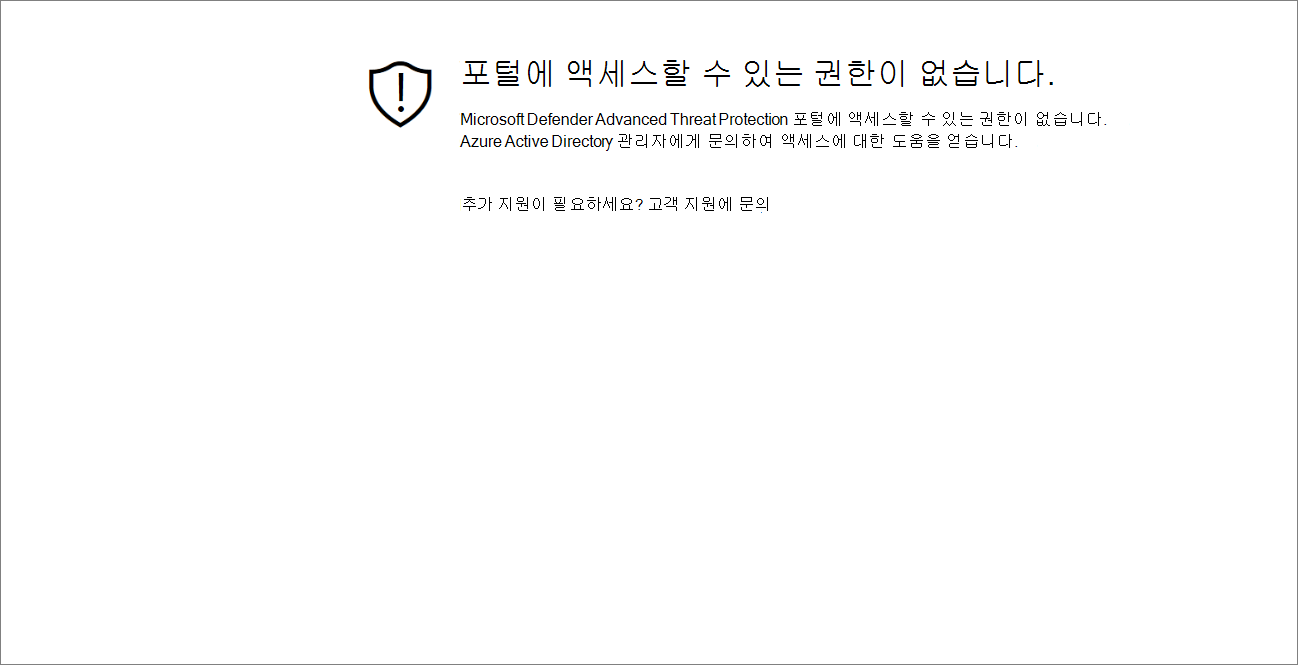 포털에 액세스할 수 있는 권한이 없습니다.
Microsoft Defender Advanced Threat Protection 포털에 액세스할 수 있는 권한이 없습니다.
Azure Active Directory 관리자에게 문의하여 액세스에 대한 도움을 얻습니다.
추가 지원이 필요하세요? 고객 지원에 문의